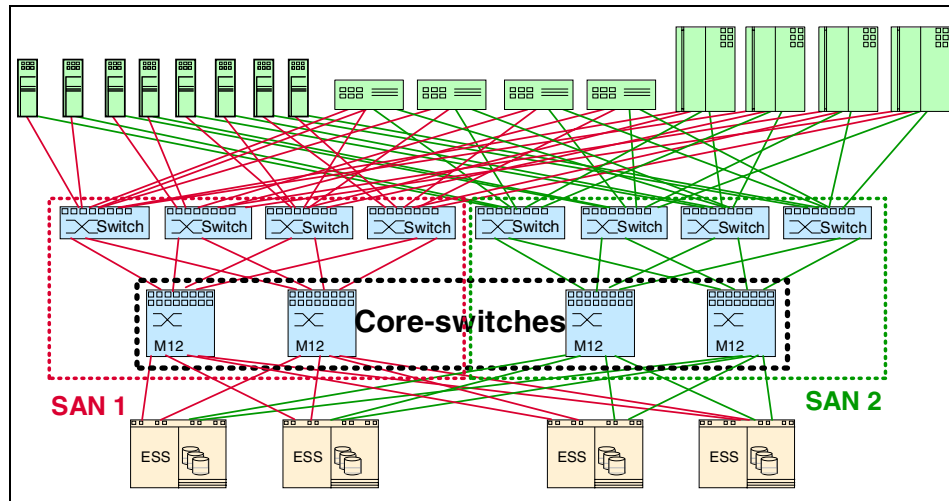 Switch Switch Switch Switch Switch Switch Switch Switch
Core-switches
M12 M12 M12 M12
SAN 1 SAN 2
ESS ESS ESS ESS